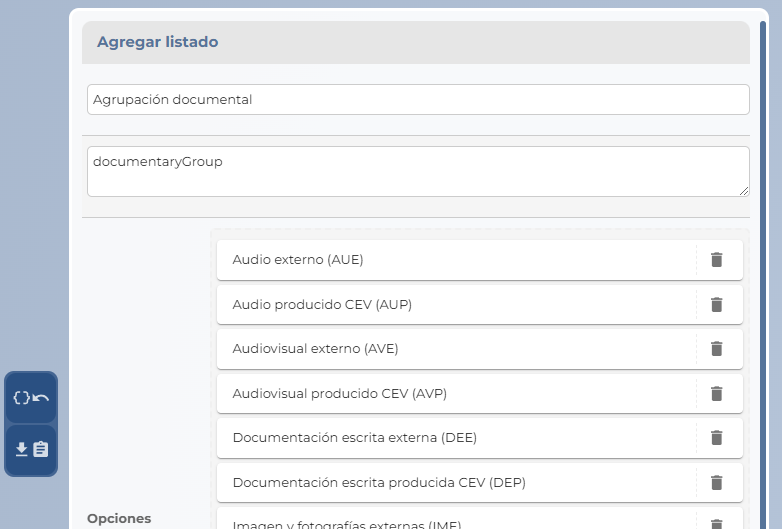 Agregar listado
Agrupación documental
documentaryGroup
Audio externo (AUE)
Audio producido CEV (AUP)
Audiovisual externo (AVE)
Audiovisual producido CEV (AVP)
Documentación escrita externa (DEE)
Documentación escrita producida CEV (DEP)
Opciones
Imagen y fotografías externas (IME)